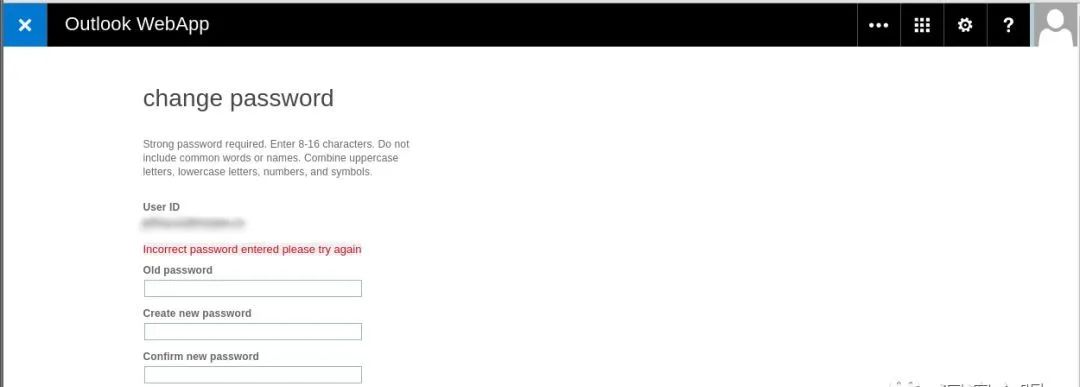 Outlook WebApp
change password
Strong password required. Enter 8-16 characters. Do not
include common words or names. Combine uppercase
letters, lowercase letters, numbers, and symbols.
User ID
Incorrect password entered please try again
Old password
Create new password
Confirm new password